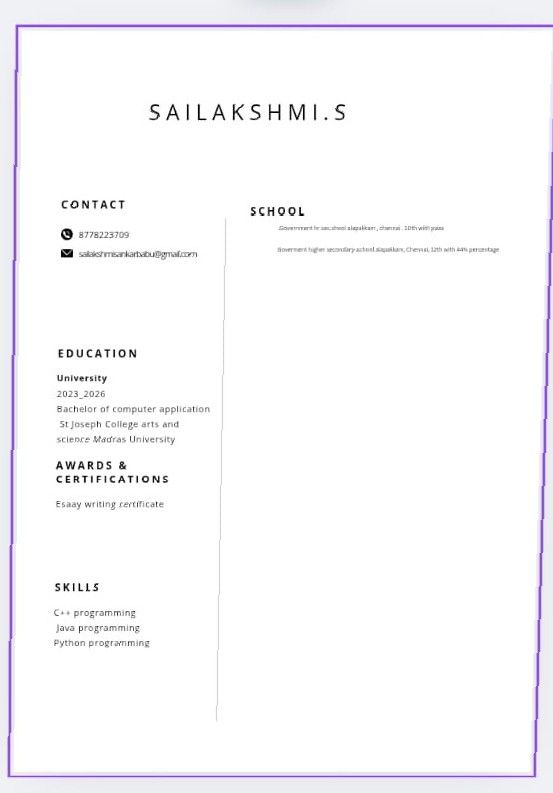 SAILAKSHMI.S
CONTACT
8778223709
sailakshmisankarbabu@gmail.com
EDUCATION
University
2023_2026
Bachelor of computer application
St Joseph College arts and
science Madras University
AWARDS &
CERTIFICATIONS
Esaay writing certificate
SKILLS
C++ programming
Java programming
Python programming
SCHOOL
.Government hr sec.school alapakkam , chennai . 10th with pass
Goverment higher secondary school alapakkam, Chennai, 12th with 44% percentage.